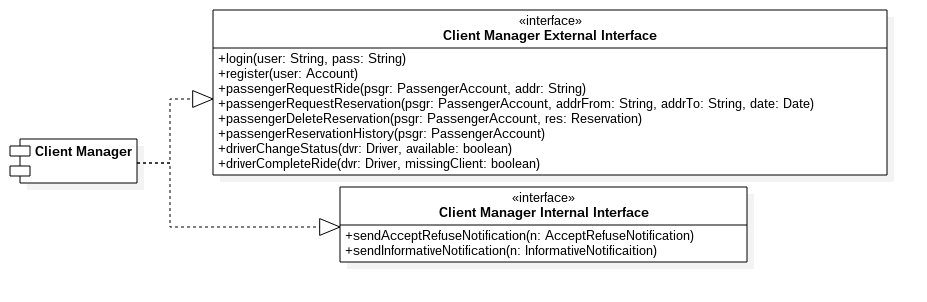 «interface»
Client Manager External Interface
+login(user: String, pass: String)
+register(user: Account)
+passengerRequestRide(psgr: PassengerAccount, addr: String)
+passengerRequestReservation(psgr: PassengerAccount, addrFrom: String, addrTo: String, date: Date)
+passengerDeleteReservation(psgr: PassengerAccount, res: Reservation)
+passengerReservationHistory(psgr: PassengerAccount)
+driverChangeStatus(dvr: Driver, available: boolean)
+driverCompleteRide(dvr: Driver, missingClient: boolean)
Client Manager
«interface»
Client Manager Internal Interface
+sendAcceptRefuseNotification(n: AcceptRefuseNotification)
+sendInformativeNotification(n: InformativeNotificaition)